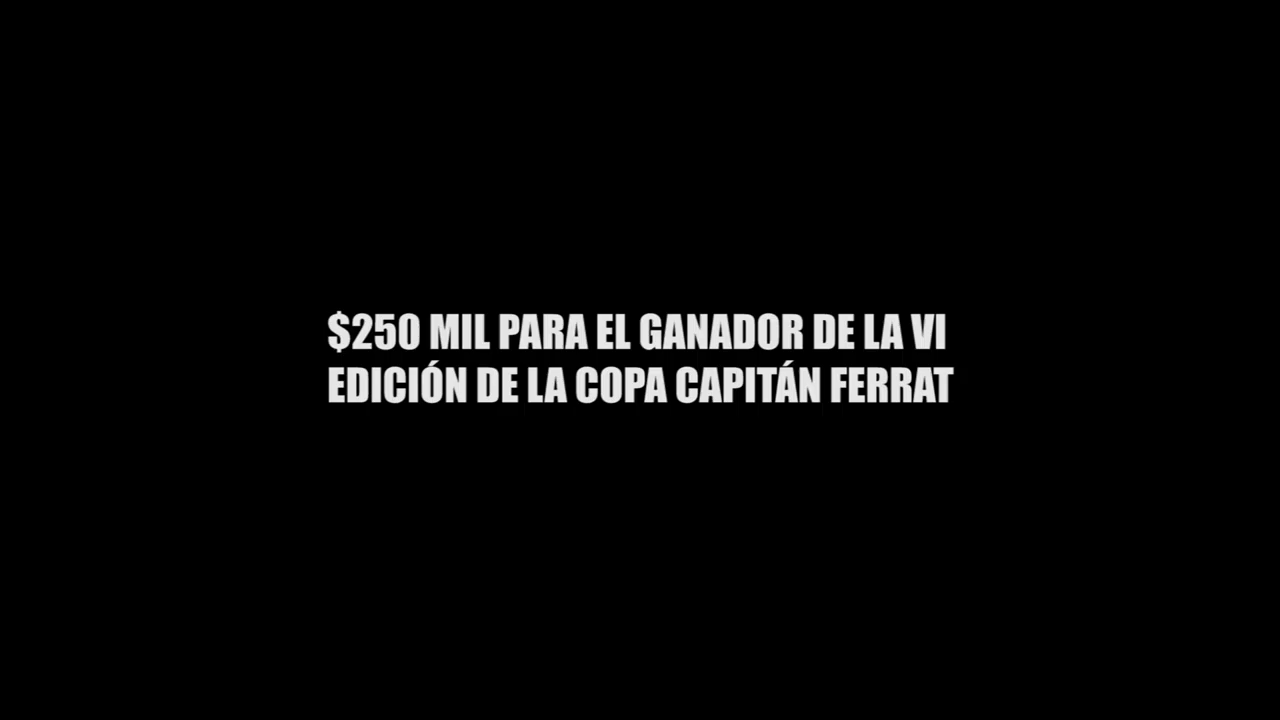 $250 MIL PARA EL GANADOR DE LA VI
EDICIÓN DE LA COPA CAPITÁN FERRAT